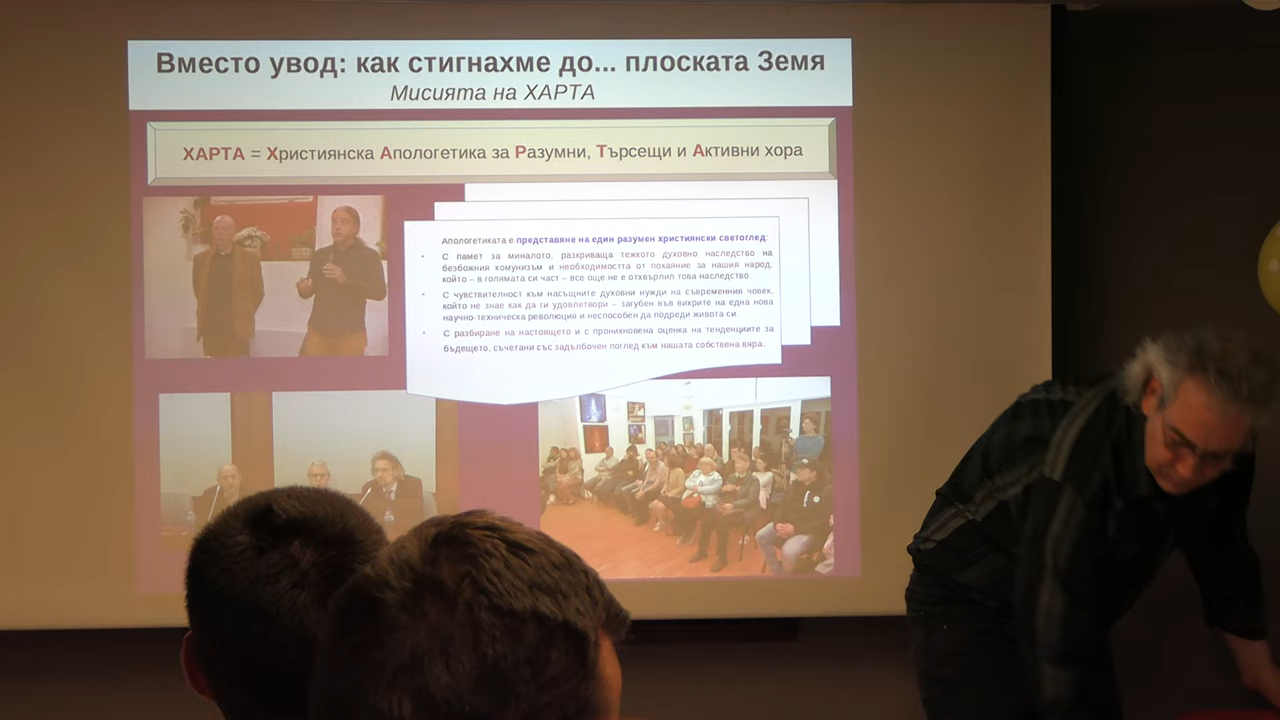 Вместо увод: как стигнахме до... плоската Земя
Мисията на ХАРТА
ХАРТА = Християнска Апологетика за Разумни, Търсещи и Активни хора
Апологетиката е представяне на един разумен християнски светоглед:
• С памет за миналото, разкриваща тежкото духовно наследство на
безбожния комунизъм и необходимостта от покаяние за нашия народ,
който – в голямата си част – все още не е отхвърлил това наследство.
• С чувствителност към насъщните духовни нужди на съвременния човек,
който не знае как да ги удовлетвори – загубен във вихрите на една нова
научно-техническа революция и неспособен да подреди живота си.
• С разбиране на настоящето и с проникновена оценка на тенденциите за
бъдещето, съчетани със задълбочен поглед към нашата собствена вяра.